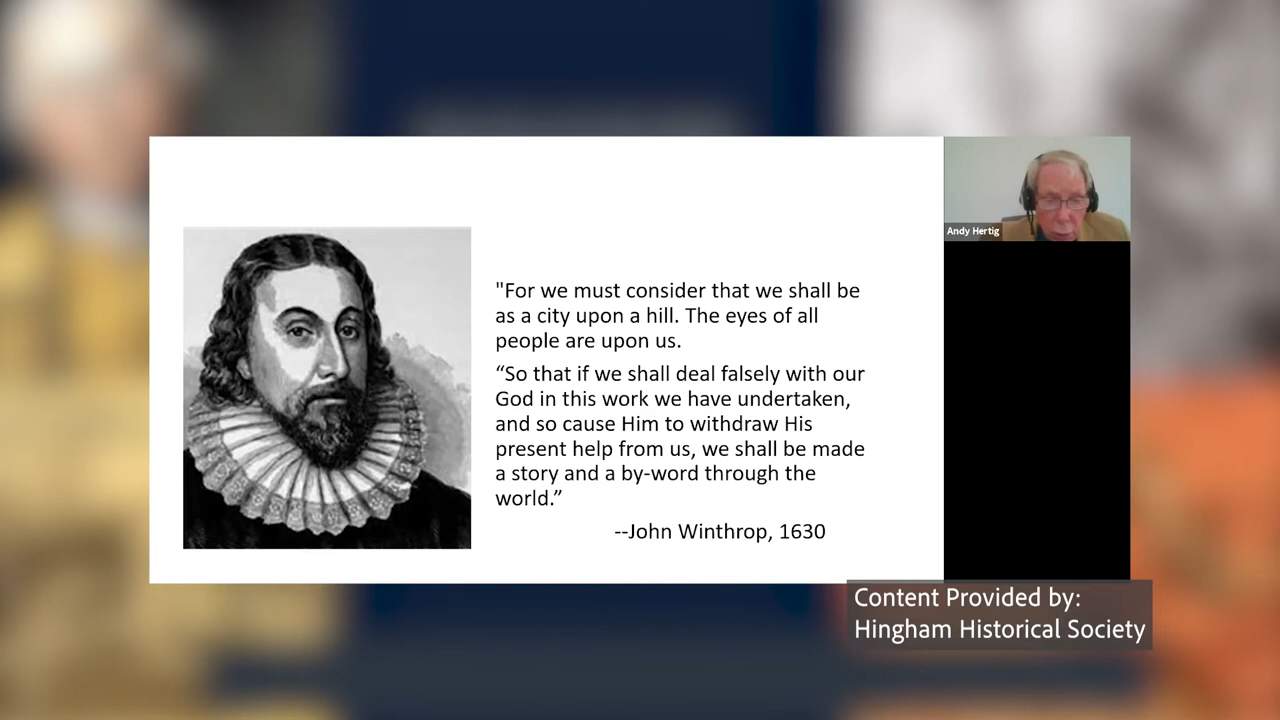 "For we must consider that we shall be
as a city upon a hill. The eyes of all
people are upon us.
“So that if we shall deal falsely with our
God in this work we have undertaken,
and so cause Him to withdraw His
present help from us, we shall be made
a story and a by-word through the
world.”
--John Winthrop, 1630
Andy Hertig
Content Provided by:
Hingham Historical Society